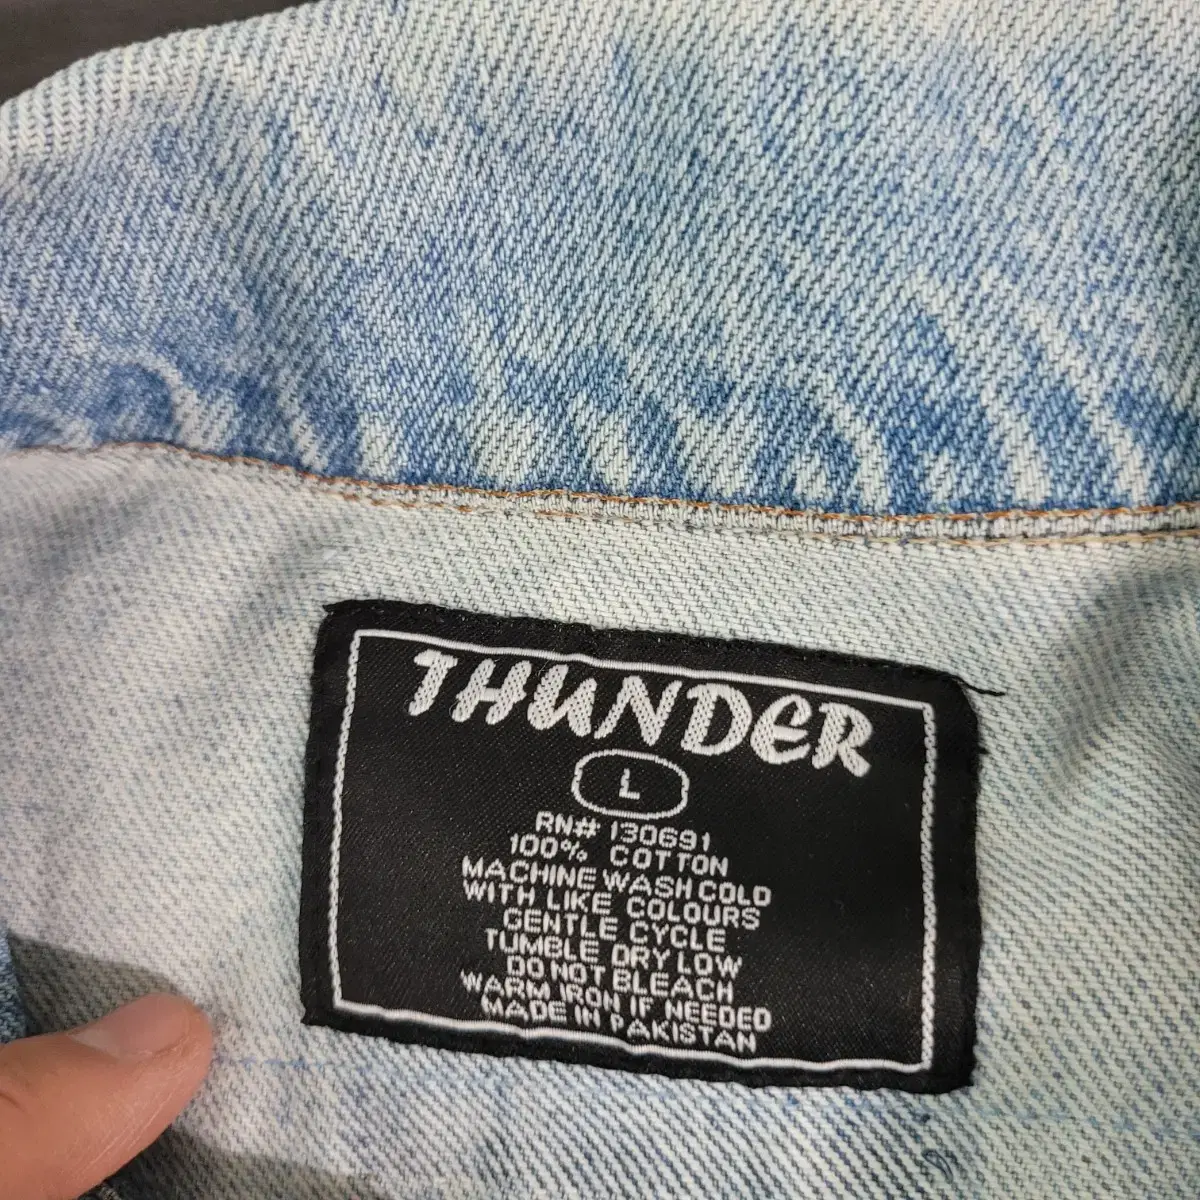 THUNDER
L
RN# 130691
100% COTTON
MACHINE WASH COLD
WITH LIKE COLOURS
GENTLE CYCLE
TUMBLE DRY LOW
DO NOT BLEACH
WARM IRON IF NEEDED
MADE IN PAKISTAN